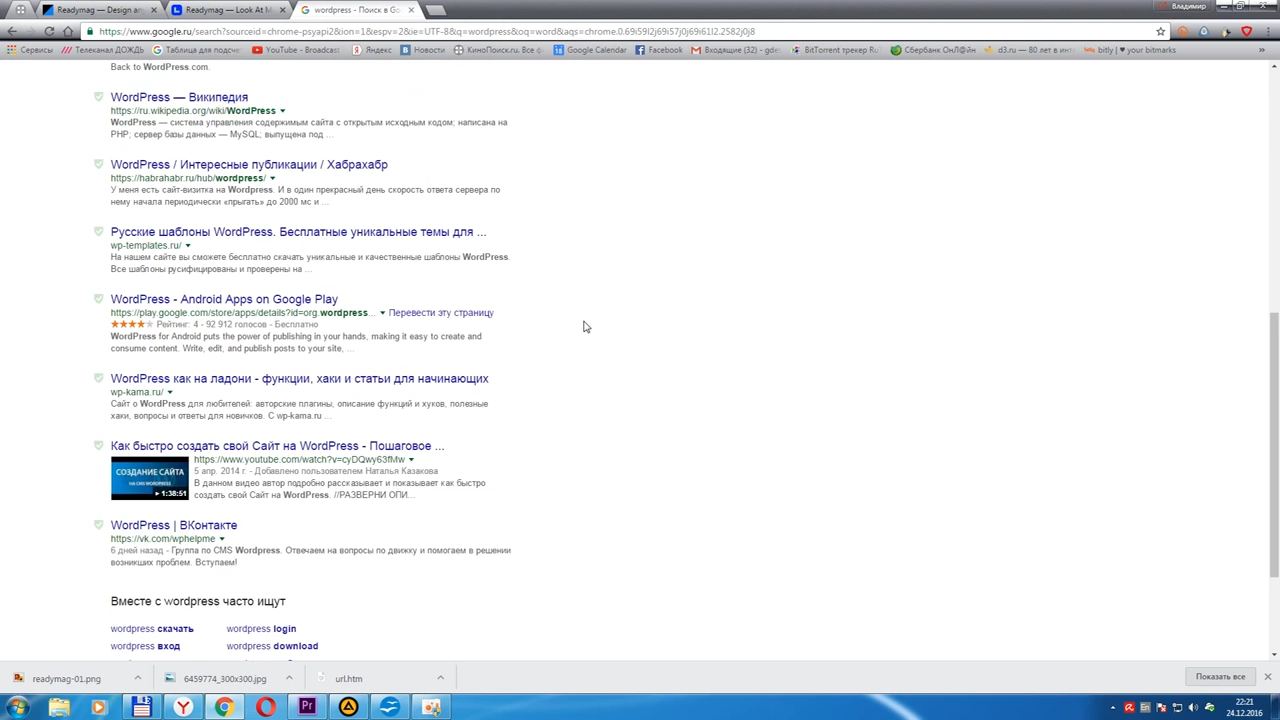 Readymag — Design any
Readymag — Look At M
wordpress - Поиск в Go
Владимир
https://www.google.ru/search?sourceid=chrome-psyapi2&ion=1&espv=2&ie=UTF-8&q=wordpress&oq=word&aqs=chrome.0.69i59l2j69i57j0j69i61l2.2582j0j8
Сервисы
Телеканал ДОЖДЬ
Таблица для подсчё
YouTube - Broadcast
Яндекс
Новости
КиноПоиск.ru. Все ф
Google Calendar
Facebook
Входящие (32) - gde
BitTorrent трекер Ru
Сбербанк ОнЛ@йн
d3.ru — 80 лет в инте
bitly | ♥ your bitmarks
Back to WordPress.com.
WordPress — Википедия
https://ru.wikipedia.org/wiki/WordPress
WordPress — система управления содержимым сайта с открытым исходным кодом; написана на
PHP; сервер базы данных — MySQL; выпущена под ...
WordPress / Интересные публикации / Хабрахабр
https://habrahabr.ru/hub/wordpress/
У меня есть сайт-визитка на Wordpress. И в один прекрасный день скорость ответа сервера по
нему начала периодически «прыгать» до 2000 мс и ...
Русские шаблоны WordPress. Бесплатные уникальные темы для ...
wp-templates.ru/
На нашем сайте вы сможете бесплатно скачать уникальные и качественные шаблоны WordPress.
Все шаблоны русифицированы и проверены на ...
WordPress - Android Apps on Google Play
https://play.google.com/store/apps/details?id=org.wordpress... Перевести эту страницу
Рейтинг: 4 - 92 912 голосов - Бесплатно
WordPress for Android puts the power of publishing in your hands, making it easy to create and
consume content. Write, edit, and publish posts to your site, ...
WordPress как на ладони - функции, хаки и статьи для начинающих
wp-kama.ru/
Сайт о WordPress для любителей: авторские плагины, описание функций и хуков, полезные
хаки, вопросы и ответы для новичков. С wp-kama.ru ...
Как быстро создать свой Сайт на WordPress - Пошаговое ...
https://www.youtube.com/watch?v=cyDQwy63fMw
5 апр. 2014 г. - Добавлено пользователем Наталья Казакова
В данном видео автор подробно рассказывает и показывает как быстро
создать свой Сайт на WordPress. //РАЗВЕРНИ ОПИ...
СОЗДАНИЕ САЙТА
НА CMS WORDPRESS
1:38:51
WordPress | ВКонтакте
https://vk.com/wphelpme
6 дней назад - Группа по CMS Wordpress. Отвечаем на вопросы по движку и помогаем в решении
возникших проблем. Вступаем!
Вместе с wordpress часто ищут
wordpress скачать
wordpress login
wordpress вход
wordpress download
readymag-01.png
6459774_300x300.jpg
url.htm
Показать все
22:21
24.12.2016